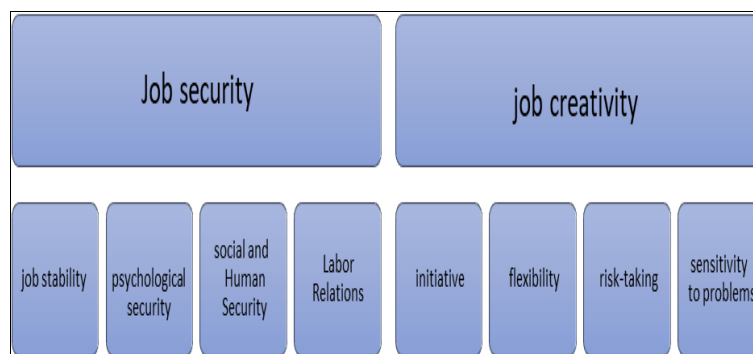 Job security
job creativity
job stability
psychological
security
social and
Human
Security
Labor
Relations
initiative
flexibility
risk-taking
sensitivity
to problems